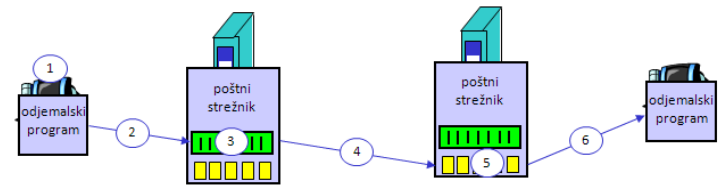 1
odjemalski
program
2
poštni
strežnik
3
4
poštni
strežnik
5
6
odjemalski
program